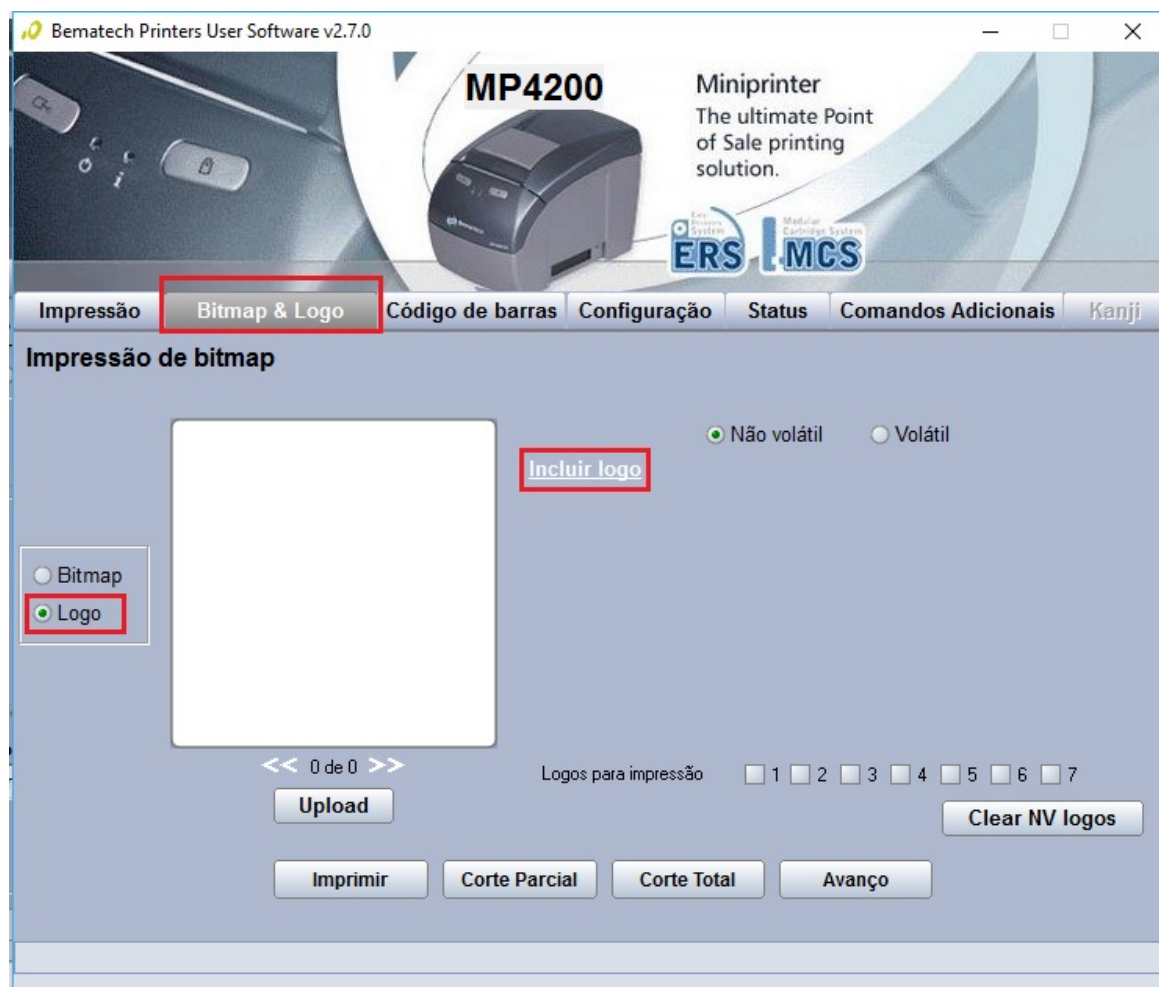 Bematech Printers User Software v2.7.0
MP4200
Miniprinter
The ultimate Point
of Sale printing
solution.
ERS MCS
Impressão Bitmap & Logo Código de barras Configuração Status Comandos Adicionais Kanji
Impressão de bitmap
Não volátil Volátil
Incluir logo
Bitmap
Logo
<< 0 de 0 >>
Logos para impressão 1 2 3 4 5 6 7
Upload
Clear NV logos
Imprimir Corte Parcial Corte Total Avanço